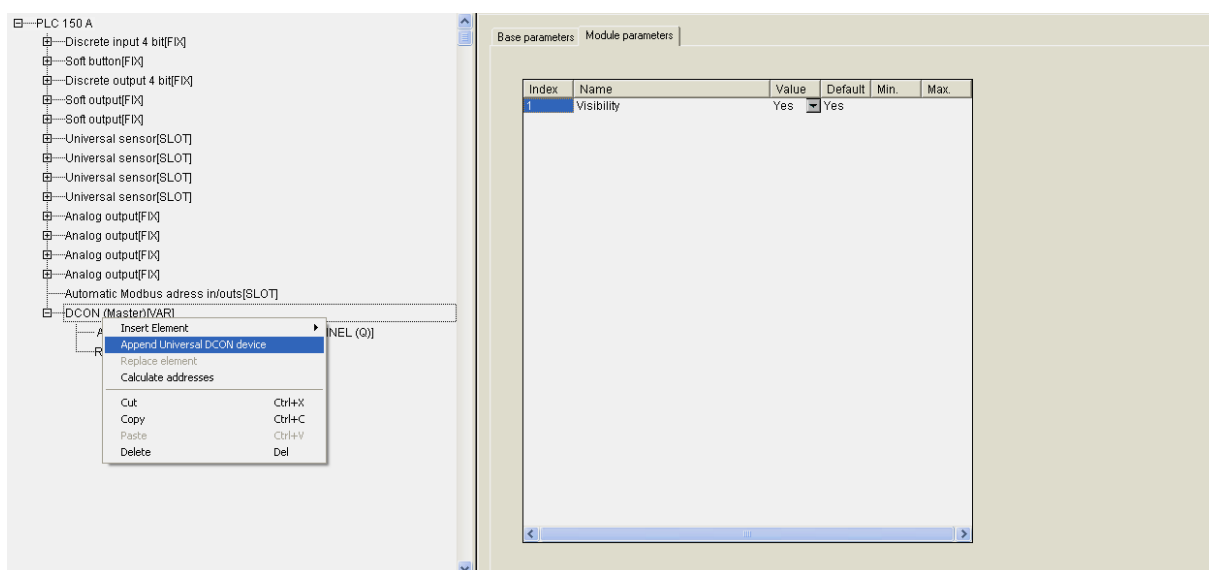 PLC 150 A
Discrete input 4 bit[FIX]
Soft button[FIX]
Discrete output 4 bit[FIX]
Soft output[FIX]
Soft output[FIX]
Universal sensor[SLOT]
Universal sensor[SLOT]
Universal sensor[SLOT]
Universal sensor[SLOT]
Analog output[FIX]
Analog output[FIX]
Analog output[FIX]
Analog output[FIX]
Automatic Modbus adress in/outs[SLOT]
DCON (Master)[VAR]
Insert Element
Append Universal DCON device
Replace element
Calculate addresses
Cut Ctrl+X
Copy Ctrl+C
Paste Ctrl+V
Delete Del
(Q)]
Base parameters Module parameters
Index Name Value Default Min. Max.
1 Visibility Yes Yes